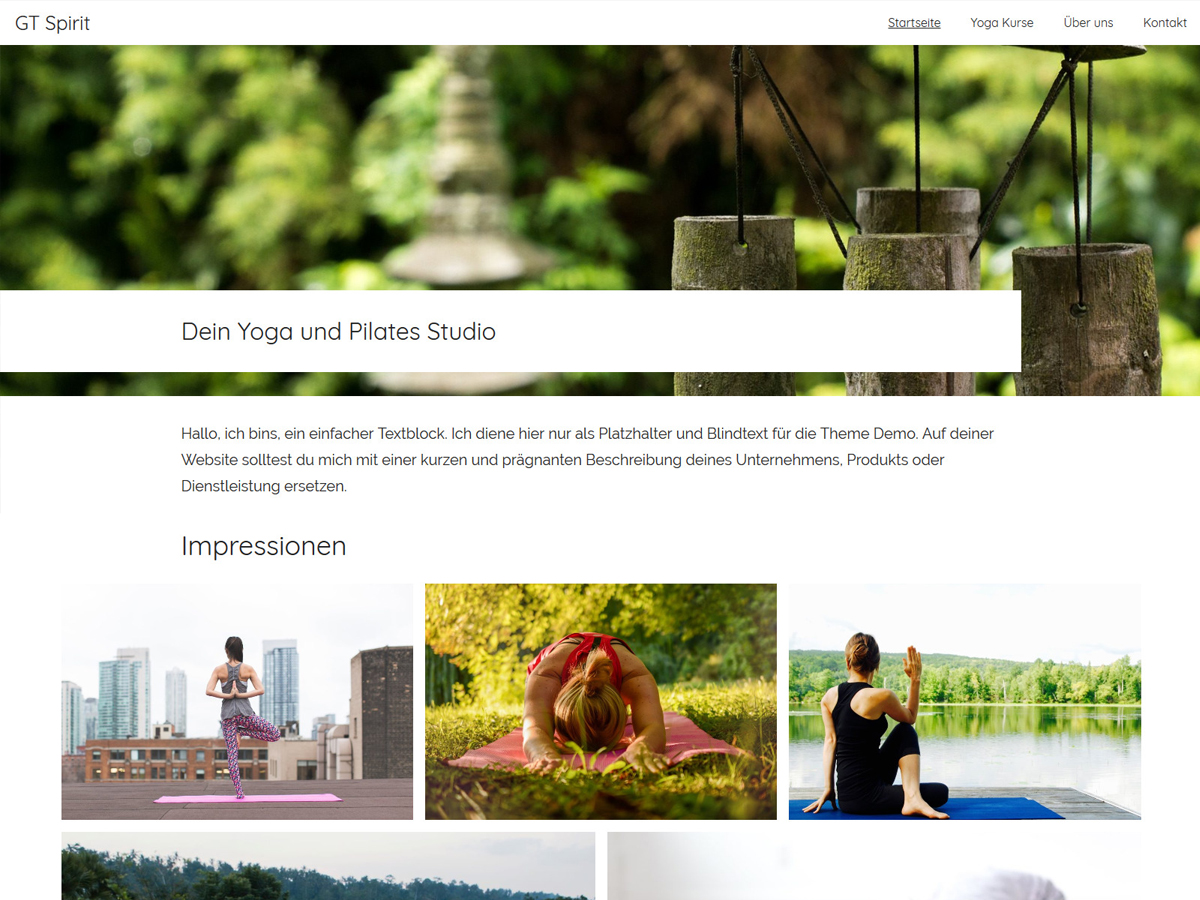 GT Spirit
Startseite Yoga Kurse Über uns Kontakt
Dein Yoga und Pilates Studio
Hallo, ich bins, ein einfacher Textblock. Ich diene hier nur als Platzhalter und Blindtext für die Theme Demo. Auf deiner
Website solltest du mich mit einer kurzen und prägnanten Beschreibung deines Unternehmens, Produkts oder
Dienstleistung ersetzen.
Impressionen